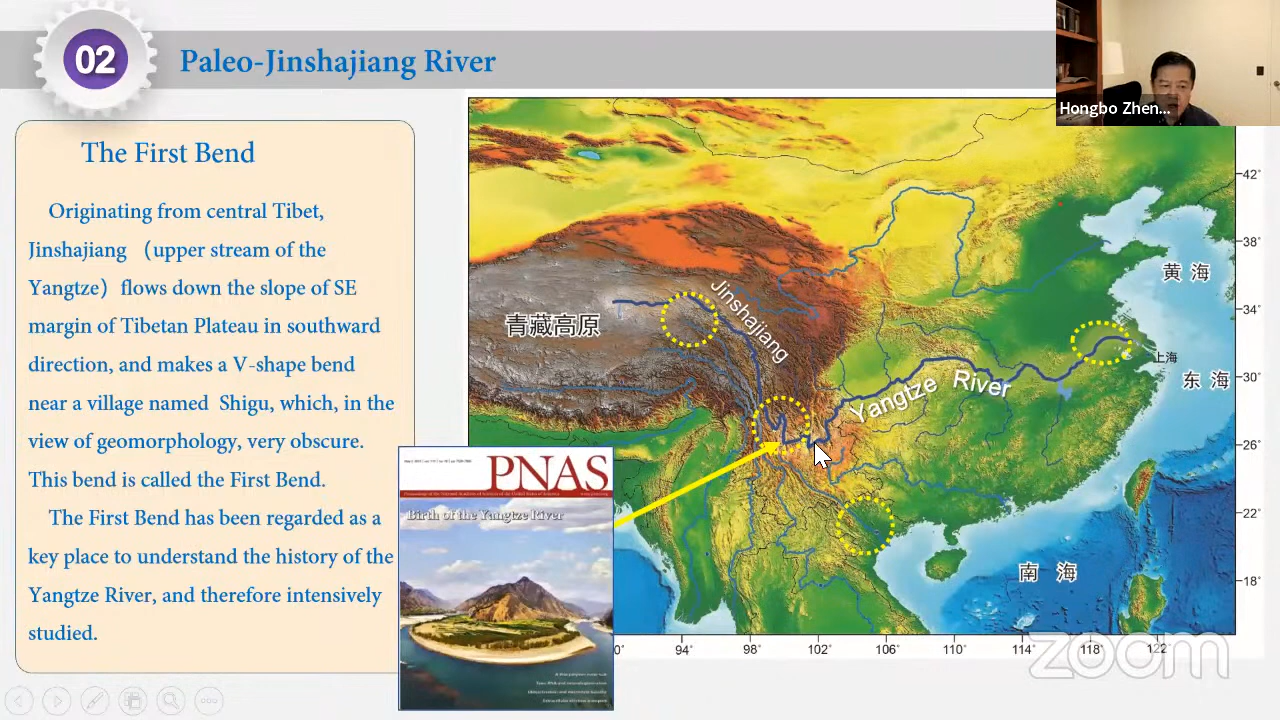 02
Paleo-Jinshajiang River
Hongbo Zhen...
The First Bend
Originating from central Tibet,
Jinshajiang （upper stream of the
Yangtze）flows down the slope of SE
margin of Tibetan Plateau in southward
direction, and makes a V-shape bend
near a village named Shigu, which, in the
view of geomorphology, very obscure.
This bend is called the First Bend.
The First Bend has been regarded as a
key place to understand the history of the
Yangtze River, and therefore intensively
studied.
PNAS
Birth of the Yangtze River
青藏高原
Jinshajiang
Yangtze River
上海
黄海
东海
南海
42°
38°
34°
30°
26°
22°
18°
0° 94° 98° 102° 106° 110° 114° 118° 122°
zoom